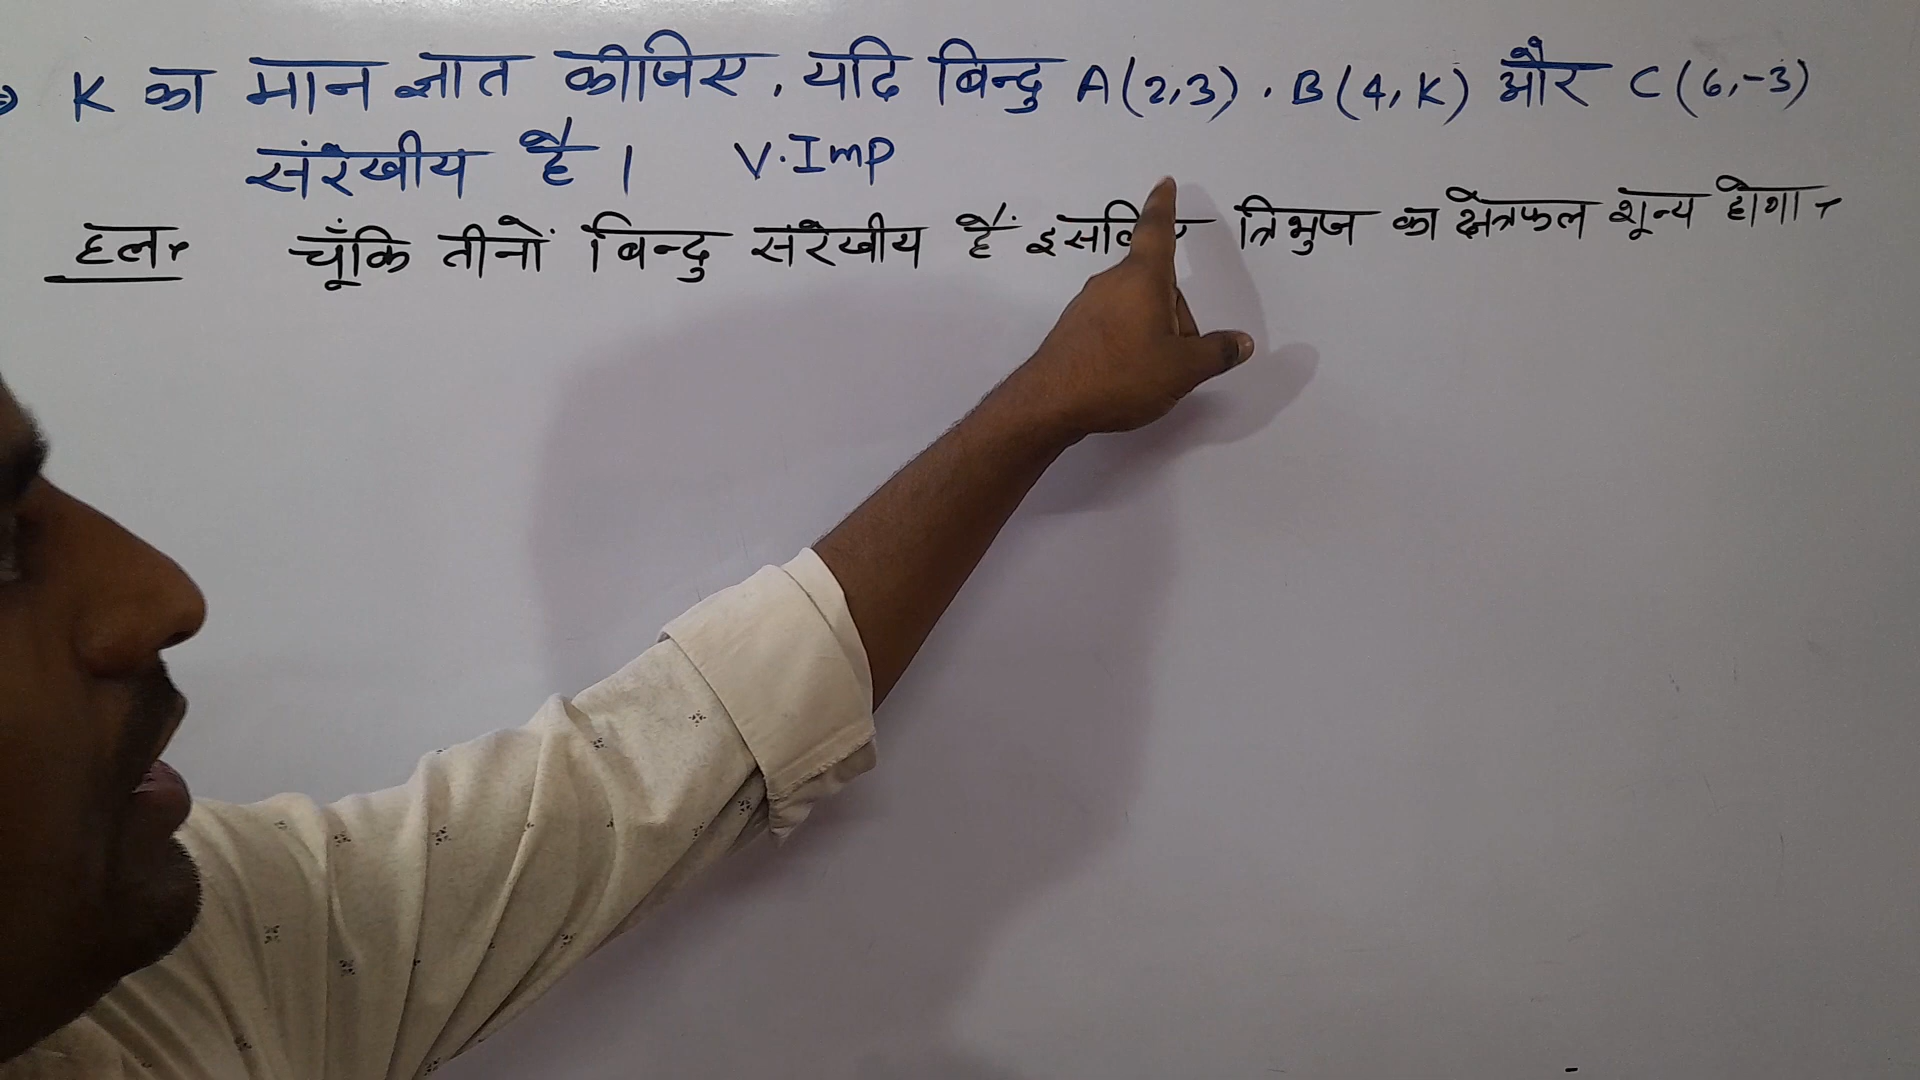 K का मान ज्ञात कीजिए, यदि बिन्दु A(2,3), B(4,K) और C(6,-3)
संरेखीय है। V.Imp
हल चूँकि तीनों बिन्दु संरेखीय हैं त्रिभुज का क्षेत्रफल शून्य होगा